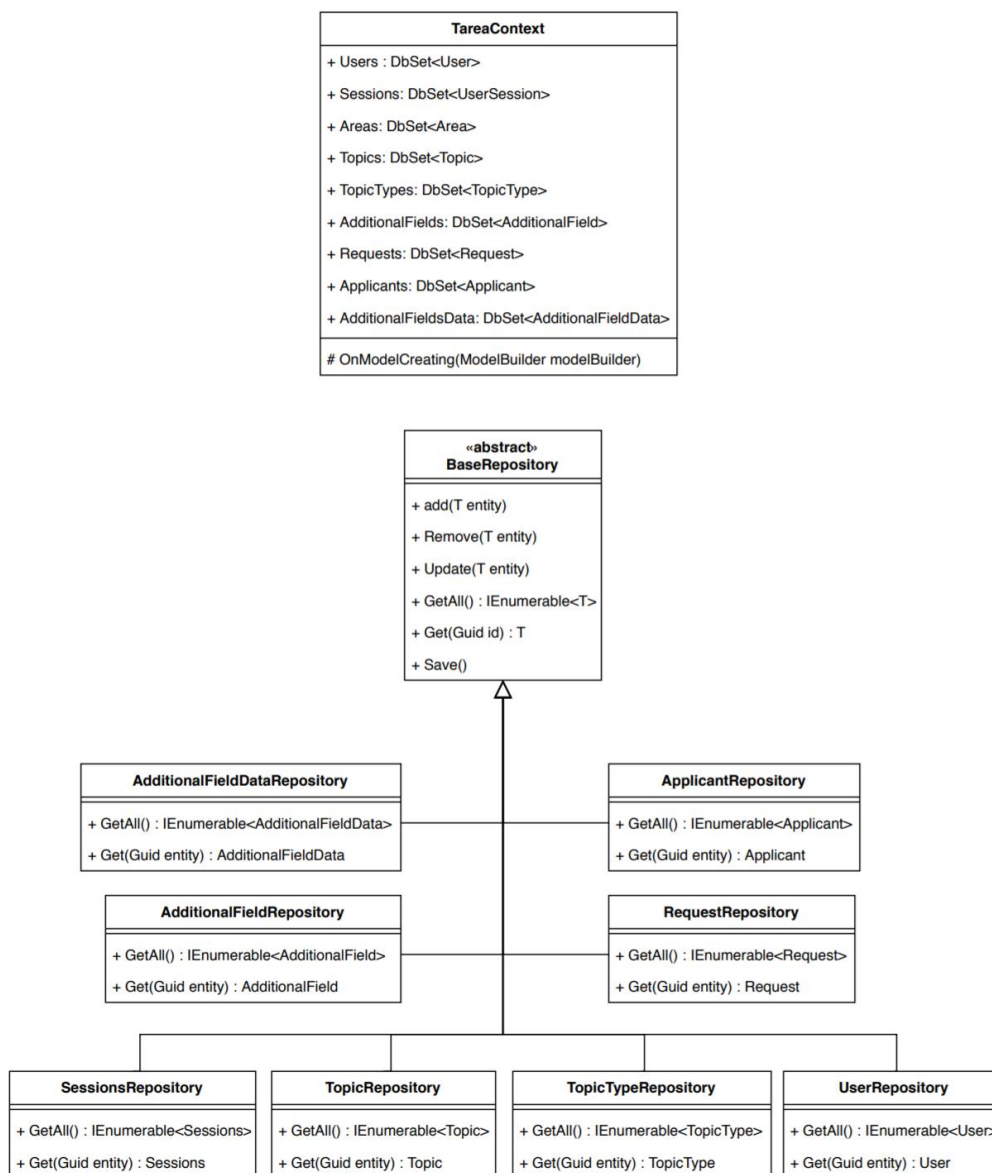 TareaContext
+ Users : DbSet<User>
+ Sessions: DbSet<UserSession>
+ Areas: DbSet<Area>
+ Topics: DbSet<Topic>
+ TopicTypes: DbSet<TopicType>
+ AdditionalFields: DbSet<AdditionalField>
+ Requests: DbSet<Request>
+ Applicants: DbSet<Applicant>
+ AdditionalFieldsData: DbSet<AdditionalFieldData>
# OnModelCreating(ModelBuilder modelBuilder)
«abstract»
BaseRepository
+ add(T entity)
+ Remove(T entity)
+ Update(T entity)
+ GetAll() : IEnumerable<T>
+ Get(Guid id) : T
+ Save()
AdditionalFieldDataRepository
+ GetAll() : IEnumerable<AdditionalFieldData>
+ Get(Guid entity) : AdditionalFieldData
ApplicantRepository
+ GetAll() : IEnumerable<Applicant>
+ Get(Guid entity) : Applicant
AdditionalFieldRepository
+ GetAll() : IEnumerable<AdditionalField>
+ Get(Guid entity) : AdditionalField
RequestRepository
+ GetAll() : IEnumerable<Request>
+ Get(Guid entity) : Request
SessionsRepository
+ GetAll() : IEnumerable<Sessions>
+ Get(Guid entity) : Sessions
TopicRepository
+ GetAll() : IEnumerable<Topic>
+ Get(Guid entity) : Topic
TopicTypeRepository
+ GetAll() : IEnumerable<TopicType>
+ Get(Guid entity) : TopicType
UserRepository
+ GetAll() : IEnumerable<User>
+ Get(Guid entity) : User